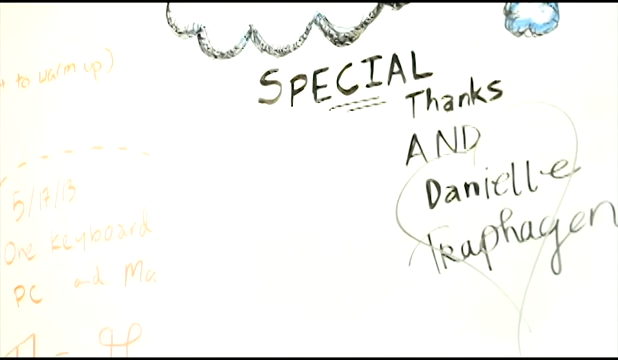 to warm up)
SPECIAL
Thanks
AND
Danielle
Traphagen
5/17/13
One Keyboard
PC and Ma